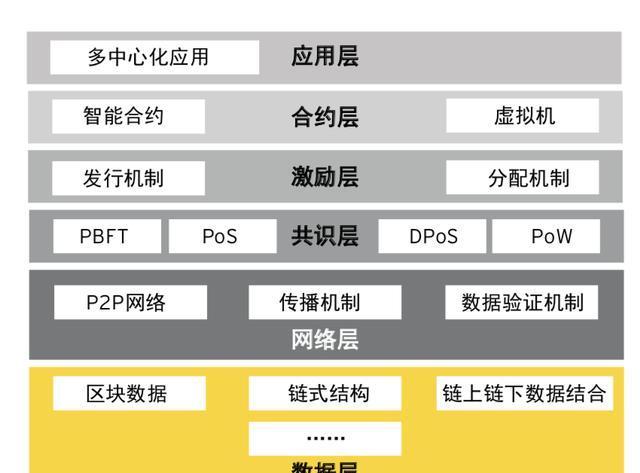 多中心化应用 应用层
智能合约 合约层 虚拟机
发行机制 激励层 分配机制
PBFT PoS 共识层 DPoS PoW
P2P网络 传播机制 数据验证机制
网络层
区块数据 链式结构 链上链下数据结合
······
数据层